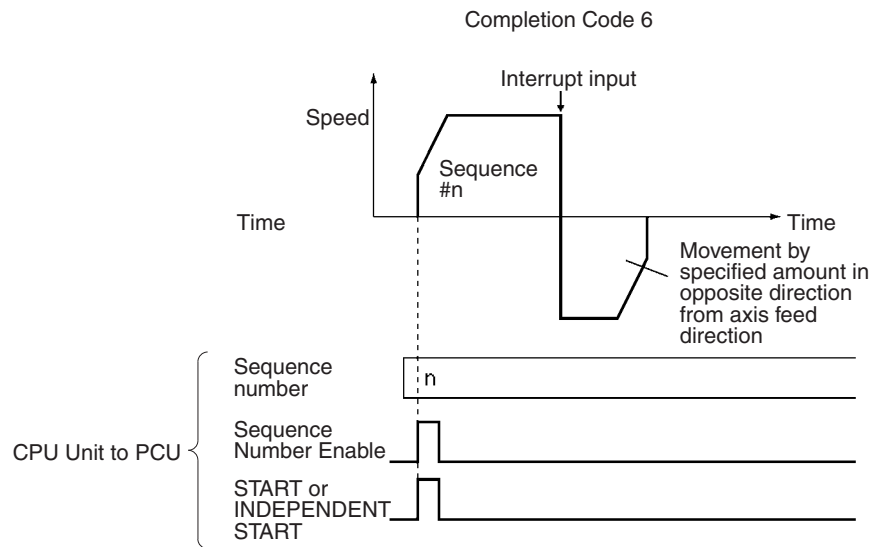 Completion Code 6
Interrupt input
Speed
Sequence
#n
Time
Time
Movement by
specified amount in
opposite direction
from axis feed
direction
Sequence
number
n
CPU Unit to PCU
Sequence
Number Enable
START or
INDEPENDENT
START